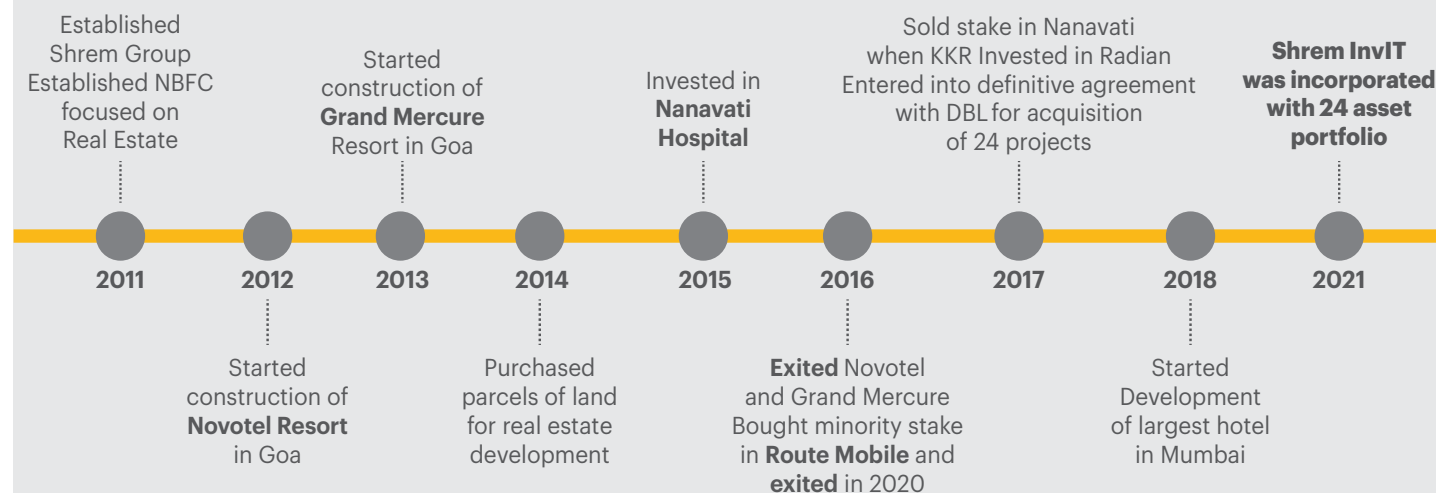 Established
Shrem Group
Established NBFC
focused on
Real Estate
Started
construction of
Grand Mercure
Resort in Goa
Invested in
Nanavati
Hospital
Sold stake in Nanavati
when KKR Invested in Radian
Entered into definitive agreement
with DBL for acquisition
of 24 projects
Shrem InvIT
was incorporated
with 24 asset
portfolio
2011 2012 2013 2014 2015 2016 2017 2018 2021
Started
construction of
Novotel Resort
in Goa
Purchased
parcels of land
for real estate
development
Exited Novotel
and Grand Mercure
Bought minority stake
in Route Mobile and
exited in 2020
Started
Development
of largest hotel
in Mumbai